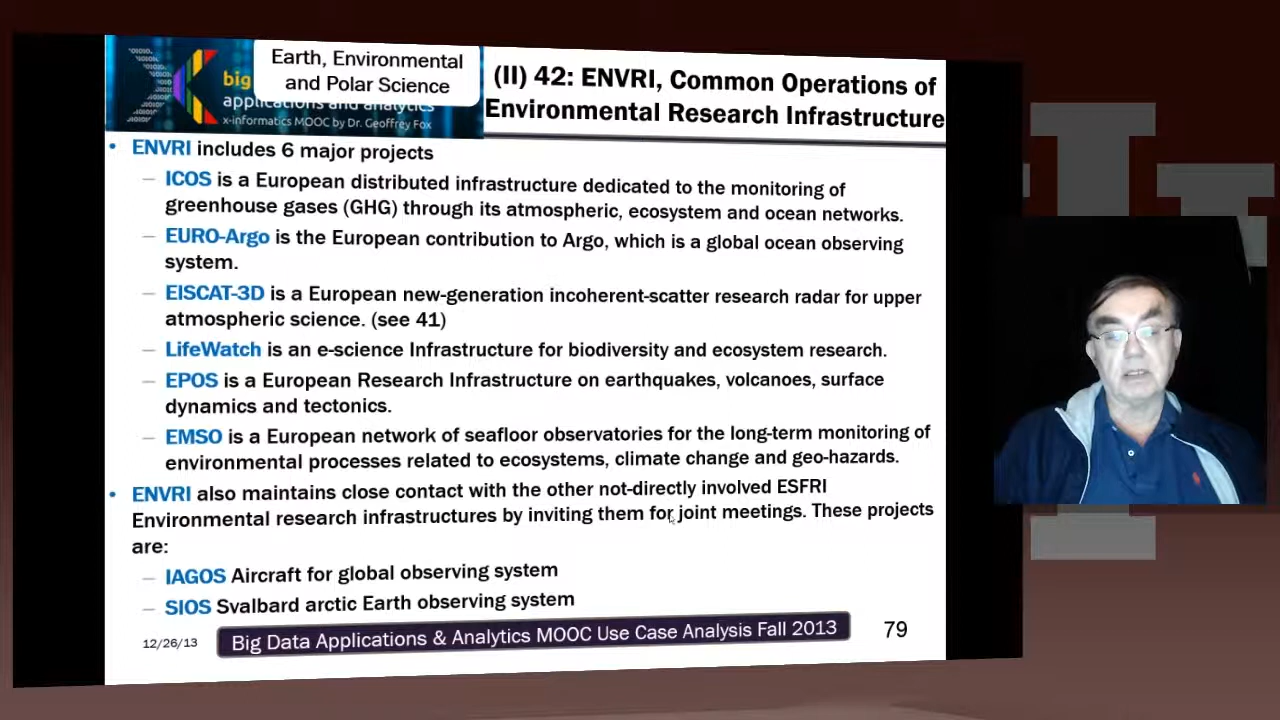 Earth, Environmental
and Polar Science
big
applications and analytics
x-informatics MOOC by Dr. Geoffrey Fox
(II) 42: ENVRI, Common Operations of
Environmental Research Infrastructure
• ENVRI includes 6 major projects
– ICOS is a European distributed infrastructure dedicated to the monitoring of
greenhouse gases (GHG) through its atmospheric, ecosystem and ocean networks.
– EURO-Argo is the European contribution to Argo, which is a global ocean observing
system.
– EISCAT-3D is a European new-generation incoherent-scatter research radar for upper
atmospheric science. (see 41)
– LifeWatch is an e-science Infrastructure for biodiversity and ecosystem research.
– EPOS is a European Research Infrastructure on earthquakes, volcanoes, surface
dynamics and tectonics.
– EMSO is a European network of seafloor observatories for the long-term monitoring of
environmental processes related to ecosystems, climate change and geo-hazards.
• ENVRI also maintains close contact with the other not-directly involved ESFRI
Environmental research infrastructures by inviting them for joint meetings. These projects
are:
– IAGOS Aircraft for global observing system
– SIOS Svalbard arctic Earth observing system
12/26/13
Big Data Applications & Analytics MOOC Use Case Analysis Fall 2013
79